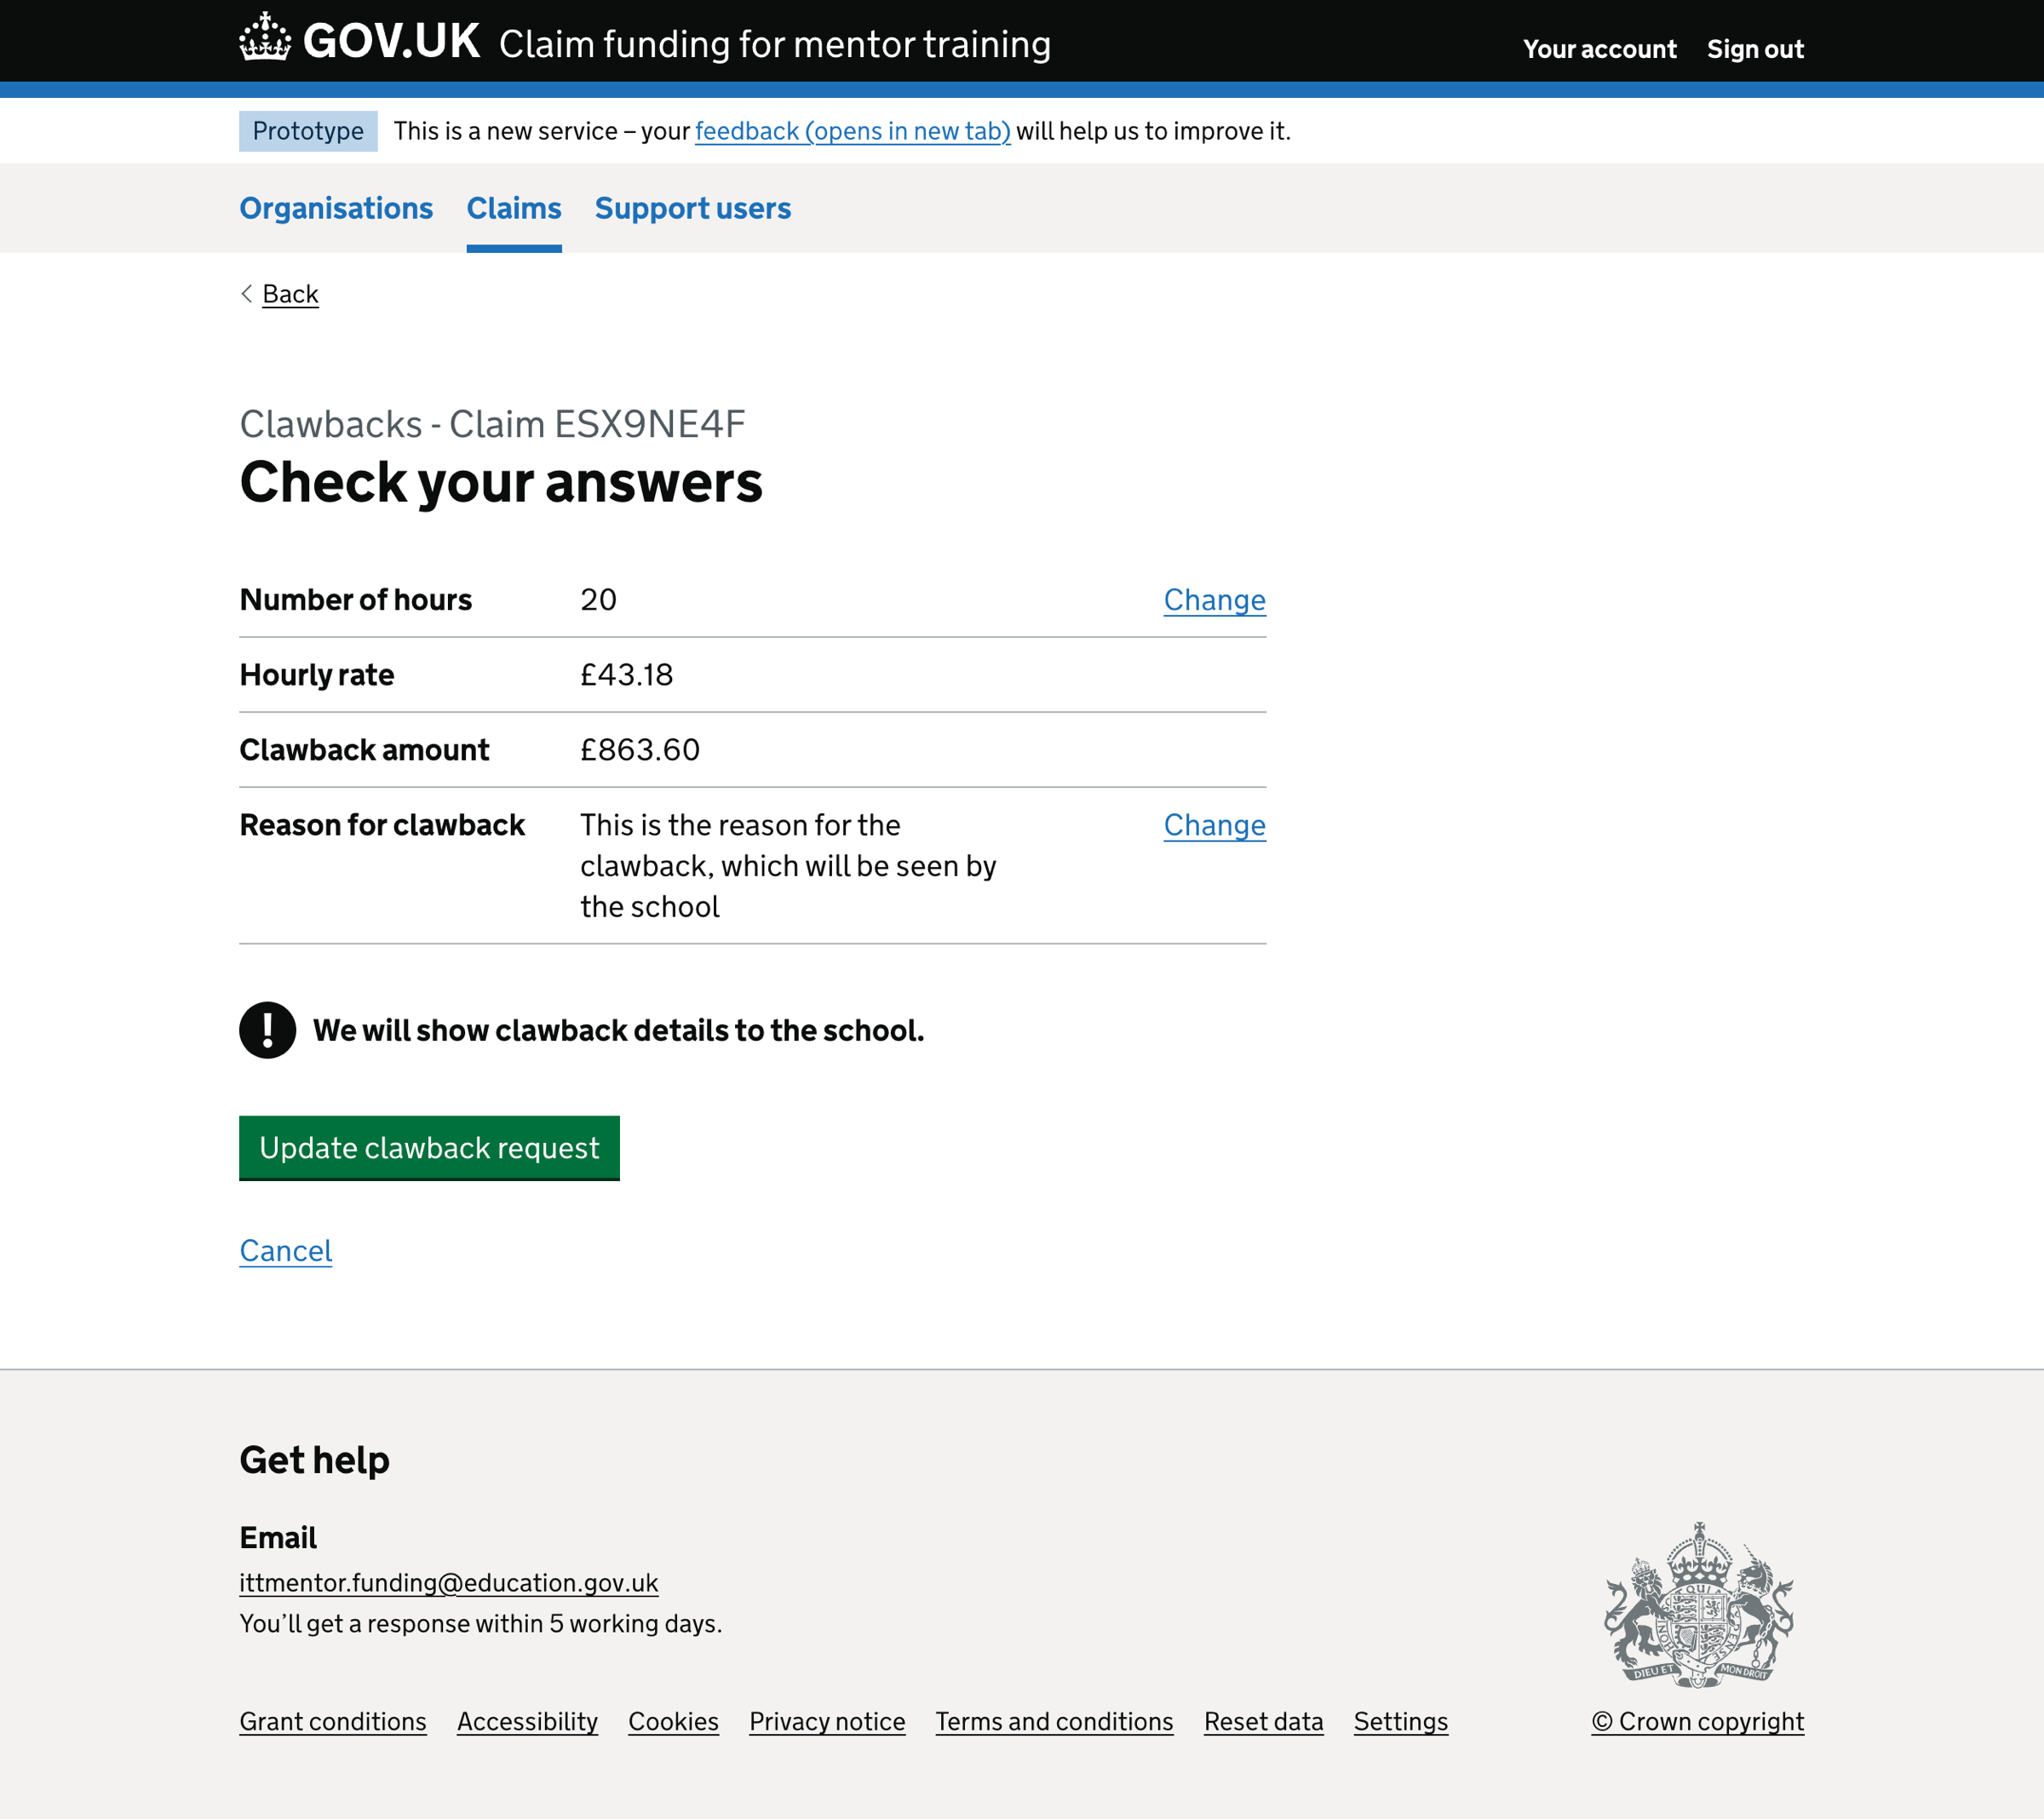 GOV.UK Claim funding for mentor training Your account Sign out
Prototype This is a new service – your feedback (opens in new tab) will help us to improve it.
Organisations Claims Support users
Back
Clawbacks - Claim ESX9NE4F
Check your answers
Number of hours 20 Change
Hourly rate £43.18
Clawback amount £863.60
Reason for clawback This is the reason for the Change
clawback, which will be seen by
the school
! We will show clawback details to the school.
Update clawback request
Cancel
Get help
Email
ittmentor.funding@education.gov.uk
You’ll get a response within 5 working days.
DIEU ET MON DROIT
Grant conditions Accessibility Cookies Privacy notice Terms and conditions Reset data Settings © Crown copyright